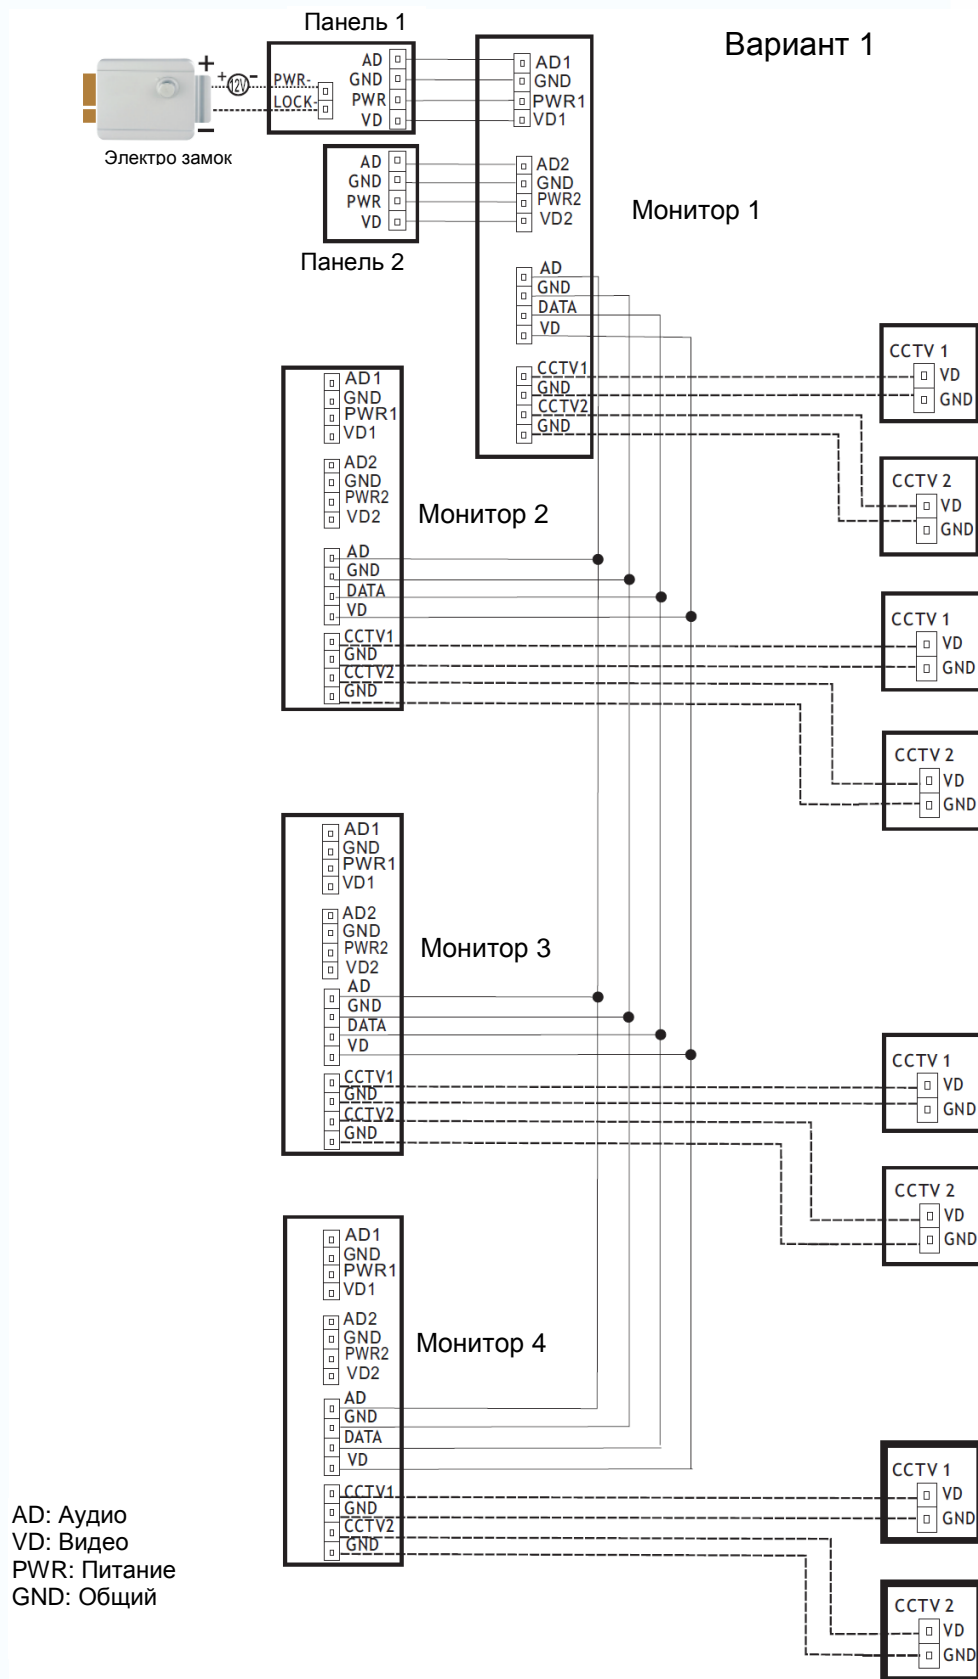 Вариант 1
Панель 1
+
+ 12V -
PWR-
LOCK-
−
Электро замок
AD
GND
PWR
VD
AD1
GND
PWR1
VD1
AD
GND
PWR
VD
Панель 2
AD2
GND
PWR2
VD2
Монитор 1
AD
GND
DATA
VD
CCTV1
GND
CCTV2
GND
CCTV 1
VD
GND
CCTV 2
VD
GND
AD1
GND
PWR1
VD1
AD2
GND
PWR2
VD2
Монитор 2
AD
GND
DATA
VD
CCTV1
GND
CCTV2
GND
CCTV 1
VD
GND
CCTV 2
VD
GND
AD1
GND
PWR1
VD1
AD2
GND
PWR2
VD2
Монитор 3
AD
GND
DATA
VD
CCTV1
GND
CCTV2
GND
CCTV 1
VD
GND
CCTV 2
VD
GND
AD1
GND
PWR1
VD1
AD2
GND
PWR2
VD2
Монитор 4
AD
GND
DATA
VD
CCTV1
GND
CCTV2
GND
CCTV 1
VD
GND
CCTV 2
VD
GND
AD: Аудио
VD: Видео
PWR: Питание
GND: Общий